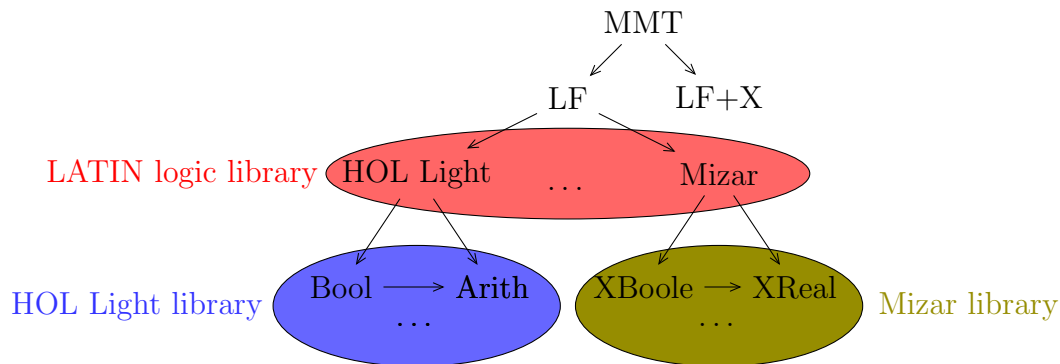 MMT
LF LF+X
LATIN logic library HOL Light ... Mizar
HOL Light library Bool Arith XBoole XReal Mizar library
... ...